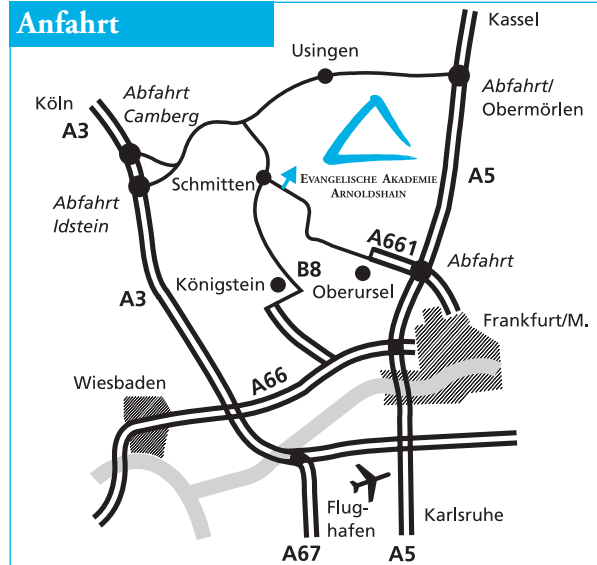 Anfahrt
Kassel
Usingen
Köln
A3
Abfahrt
Camberg
Abfahrt/
Obermörlen
Schmitten
EVANGELISCHE AKADEMIE
ARNOLDSHAIN
A5
Abfahrt
Idstein
A661
Abfahrt
B8
Königstein
Oberursel
A3
Frankfurt/M.
A66
Wiesbaden
Flug-
hafen
Karlsruhe
A67
A5